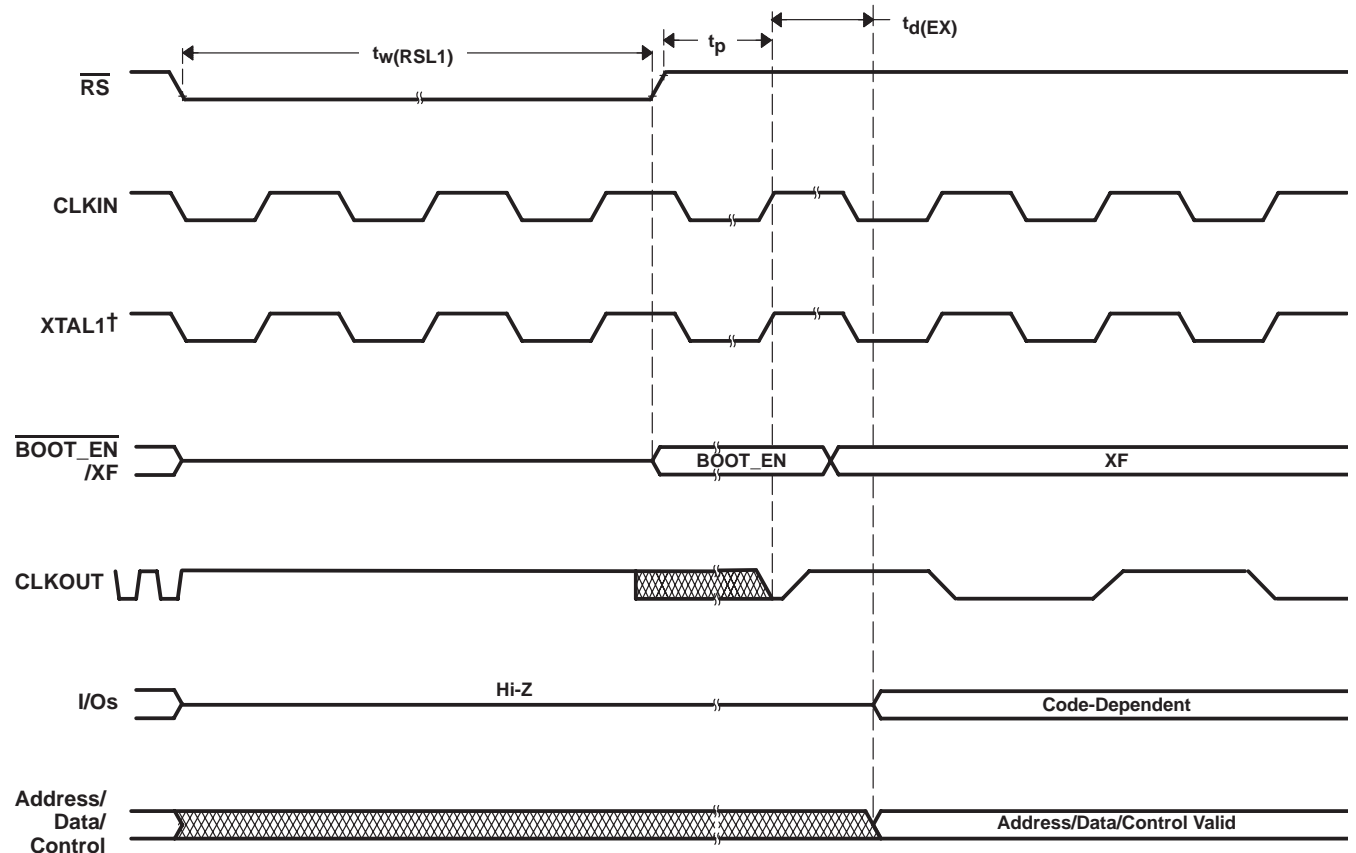 tw(RSL1)
tp
td(EX)
RS
CLKIN
XTAL1†
BOOT_EN
/XF
BOOT_EN
XF
CLKOUT
I/Os
Hi-Z
Code-Dependent
Address/
Data/
Control
Address/Data/Control Valid